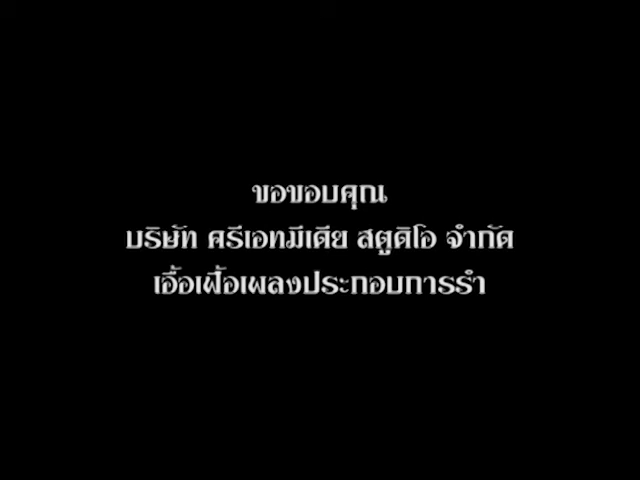 ขอขอบคุณ
บริษัท ครีเอทมีเดีย สตูดิโอ จำกัด
เอื้อเฟื้อเพลงประกอบการรำ